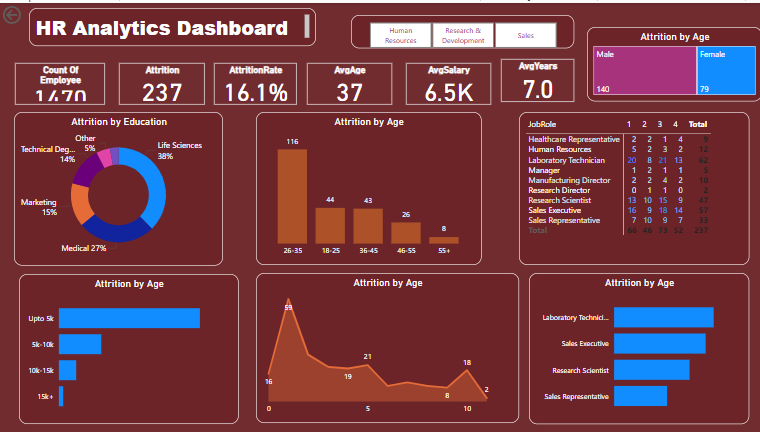 HR Analytics Dashboard
Human
Resources
Research &
Development
Sales
Attrition by Age
Male
Female
140
79
Count Of
Employee
1470
Attrition
237
AttritionRate
16.1%
AvgAge
37
AvgSalary
6.5K
AvgYears
7.0
Attrition by Education
Other
5%
Life Sciences
38%
Technical Deg...
14%
Marketing
15%
Medical 27%
Attrition by Age
116
44
43
26
8
26-35 18-25 36-45 46-55 55+
JobRole 1 2 3 4 Total
Healthcare Representative 2 2 1 4 9
Human Resources 5 2 3 2 12
Laboratory Technician 20 8 21 13 62
Manager 1 2 1 1 5
Manufacturing Director 2 2 4 2 10
Research Director 0 1 1 0 2
Research Scientist 13 10 15 9 47
Sales Executive 16 9 18 14 57
Sales Representative 7 10 9 7 33
Total 66 46 73 52 237
Attrition by Age
Upto 5k
5k-10k
10k-15k
15k+
Attrition by Age
59
16
19
21
8
18
2
0 5 10
Attrition by Age
Laboratory Technici...
Sales Executive
Research Scientist
Sales Representative